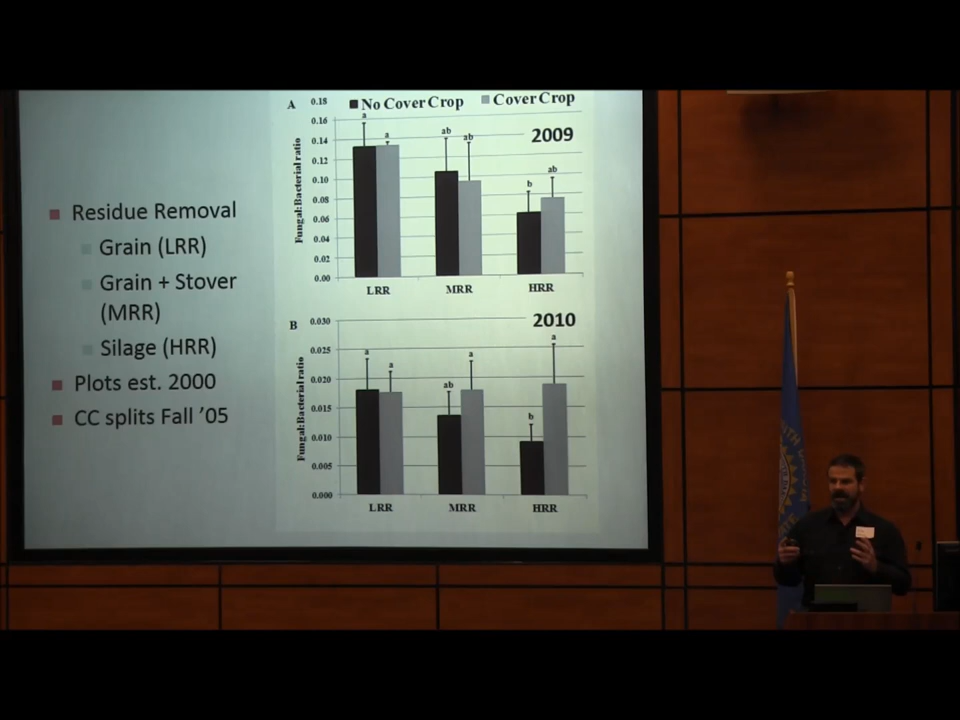 Residue Removal
Grain (LRR)
Grain + Stover
(MRR)
Silage (HRR)
Plots est. 2000
CC splits Fall ’05
A
No Cover Crop Cover Crop
2009
Fungal:Bacterial ratio
0.18
0.16
0.14
0.12
0.10
0.08
0.06
0.04
0.02
0.00
a a ab ab b ab
LRR MRR HRR
B
2010
Fungal:Bacterial ratio
0.030
0.025
0.020
0.015
0.010
0.005
0.000
a a ab a b a
LRR MRR HRR